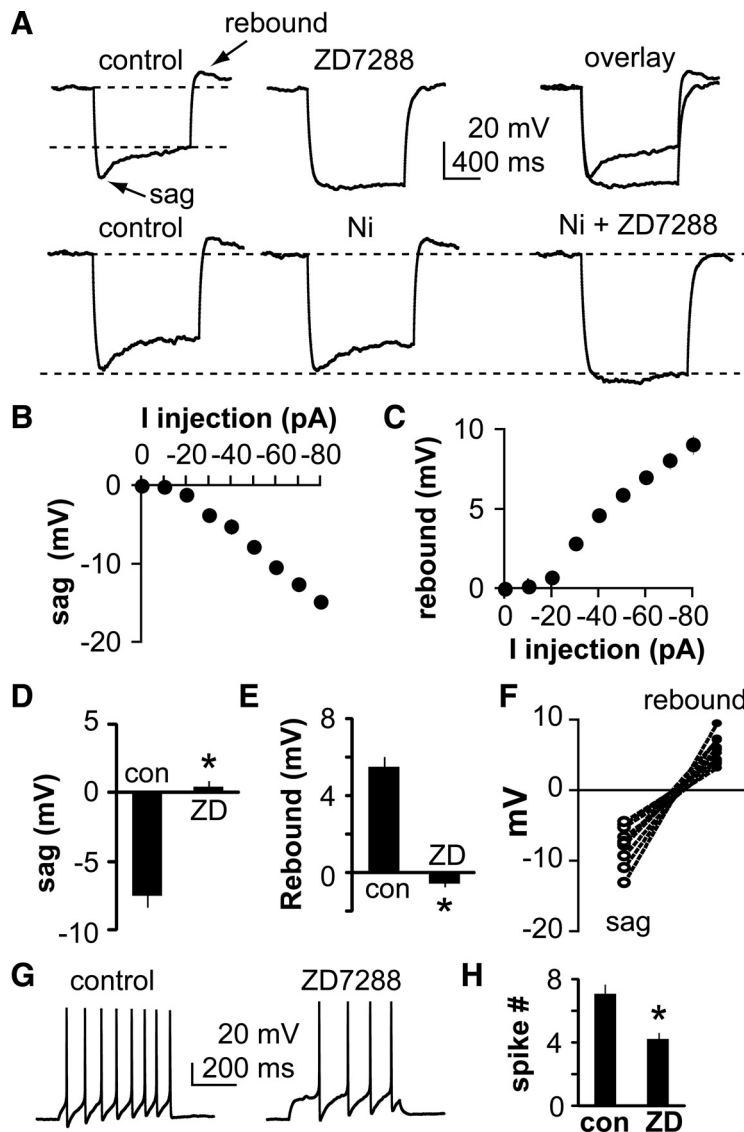 A
rebound
control
ZD7288
overlay
20 mV
400 ms
sag
control
Ni
Ni + ZD7288
B
I injection (pA)
0 -20 -40 -60 -80
0
-10
-20
sag (mV)
C
10
5
0
rebound (mV)
0 -20 -40 -60 -80
I injection (pA)
D
5
0
-5
-10
sag (mV)
con
*
ZD
E
8
4
0
Rebound (mV)
ZD
con
*
F
rebound
10
0
-10
-20
mV
sag
G
control
ZD7288
20 mV
200 ms
H
8
4
0
spike #
*
con ZD